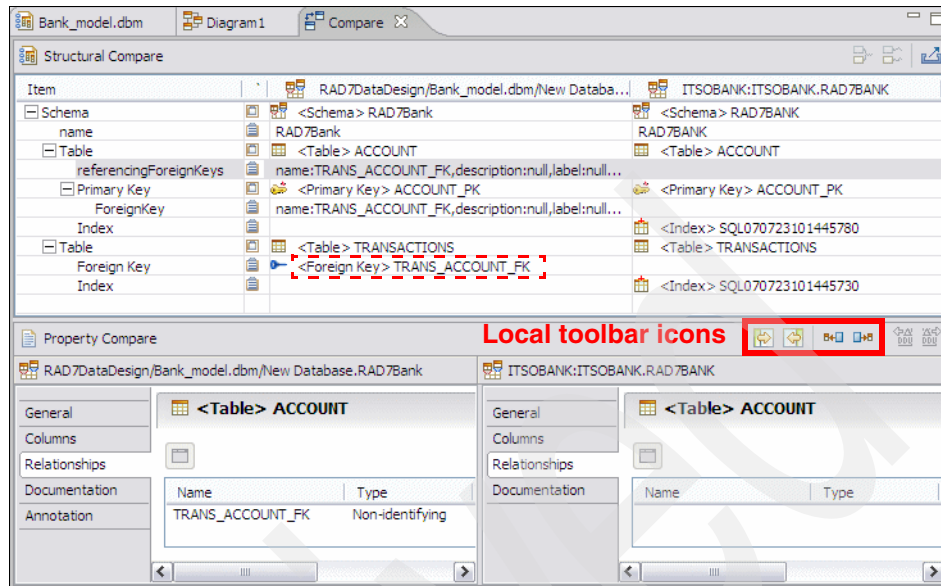 Bank_model.dbm Diagram1 Compare
Structural Compare
Item RAD7DataDesign/Bank_model.dbm/New Databa... ITSOBANK:ITSOBANK.RAD7BANK
Schema <Schema> RAD7Bank <Schema> RAD7BANK
name RAD7Bank RAD7BANK
Table <Table> ACCOUNT <Table> ACCOUNT
referencingForeignKeys name:TRANS_ACCOUNT_FK,description:null,label:null...
Primary Key <Primary Key> ACCOUNT_PK <Primary Key> ACCOUNT_PK
ForeignKey name:TRANS_ACCOUNT_FK,description:null,label:null...
Index <Index> SQL070723101445780
Table <Table> TRANSACTIONS <Table> TRANSACTIONS
Foreign Key <Foreign Key> TRANS_ACCOUNT_FK
Index <Index> SQL070723101445730
Property Compare Local toolbar icons DDL DDL
RAD7DataDesign/Bank_model.dbm/New Database.RAD7Bank ITSOBANK:ITSOBANK.RAD7BANK
General <Table> ACCOUNT General <Table> ACCOUNT
Columns Columns
Relationships Relationships
Documentation Name Type Documentation Name Type
Annotation TRANS_ACCOUNT_FK Non-identifying